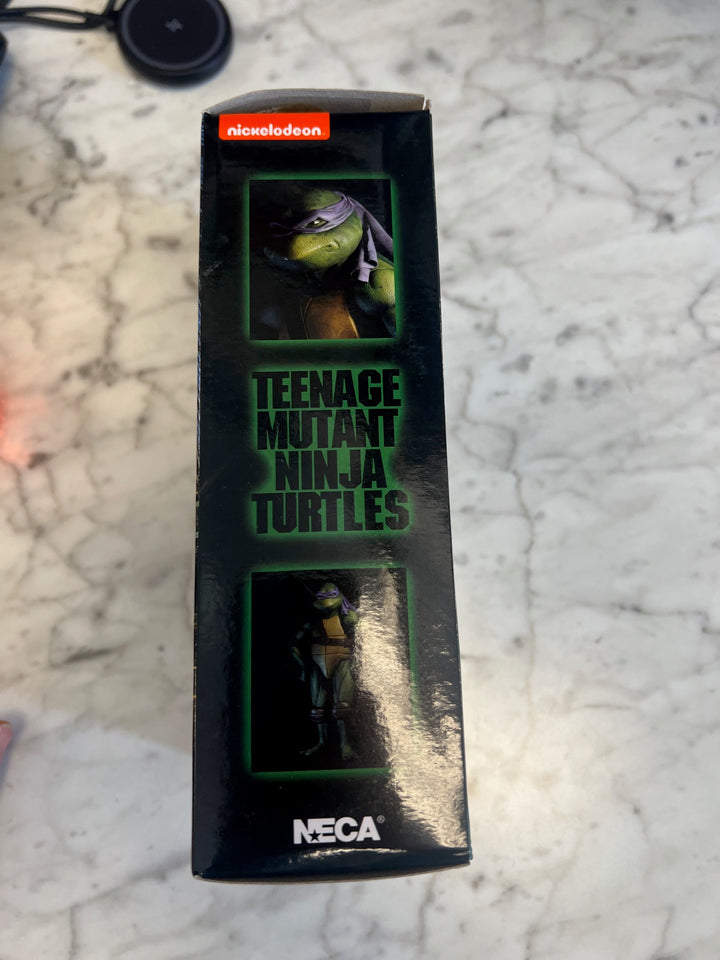 nickelodeon
TEENAGE
MUTANT
NINJA
TURTLES
NECA®